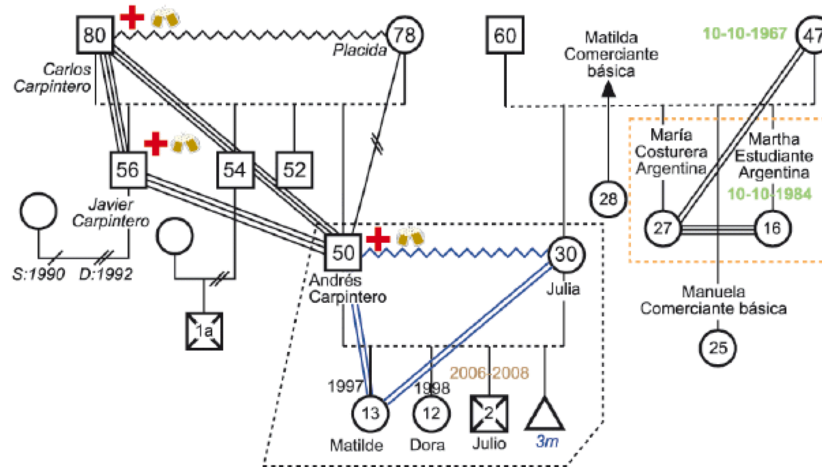 80
78
60
47
10-10-1967
Carlos
Carpintero
Placida
Matilda
Comerciante
básica
María
Costurera
Argentina
Martha
Estudiante
Argentina
10-10-1984
56
54
52
28
27
16
Javier
Carpintero
S:1990 D:1992
1a
50
30
Andrés
Carpintero
Julia
Manuela
Comerciante básica
25
1997
1998
2006-2008
13
12
2
Matilde
Dora
Julio
3m